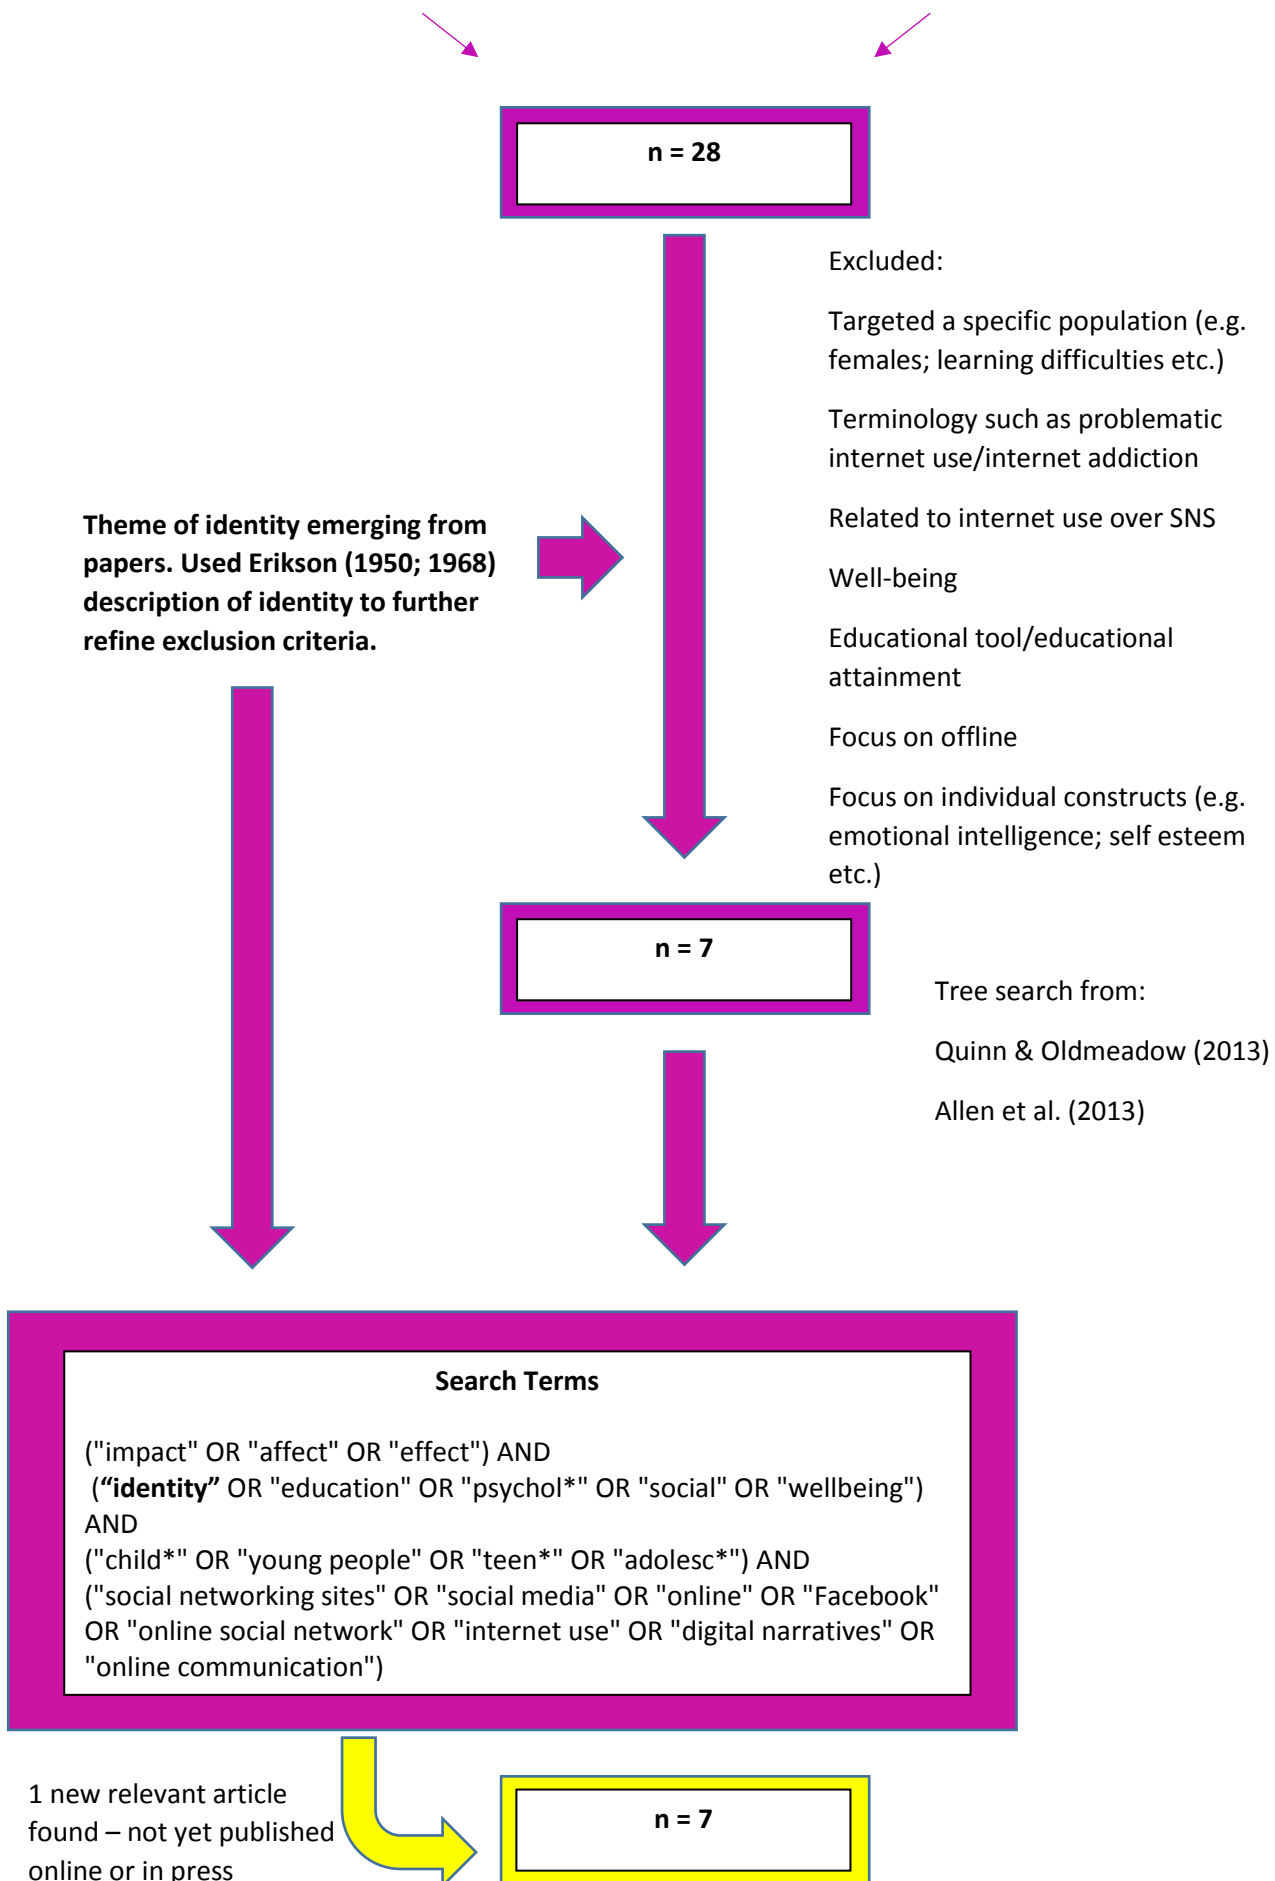 n = 28
Excluded:
Targeted a specific population (e.g.
females; learning difficulties etc.)
Terminology such as problematic
internet use/internet addiction
Related to internet use over SNS
Well-being
Educational tool/educational
attainment
Focus on offline
Focus on individual constructs (e.g.
emotional intelligence; self esteem
etc.)
Theme of identity emerging from
papers. Used Erikson (1950; 1968)
description of identity to further
refine exclusion criteria.
n = 7
Tree search from:
Quinn & Oldmeadow (2013)
Allen et al. (2013)
Search Terms
("impact" OR "affect" OR "effect") AND
(“identity” OR "education" OR "psychol*" OR "social" OR "wellbeing")
AND
("child*" OR "young people" OR "teen*" OR "adolesc*") AND
("social networking sites" OR "social media" OR "online" OR "Facebook"
OR "online social network" OR "internet use" OR "digital narratives" OR
"online communication")
1 new relevant article
found – not yet published
online or in press
n = 7